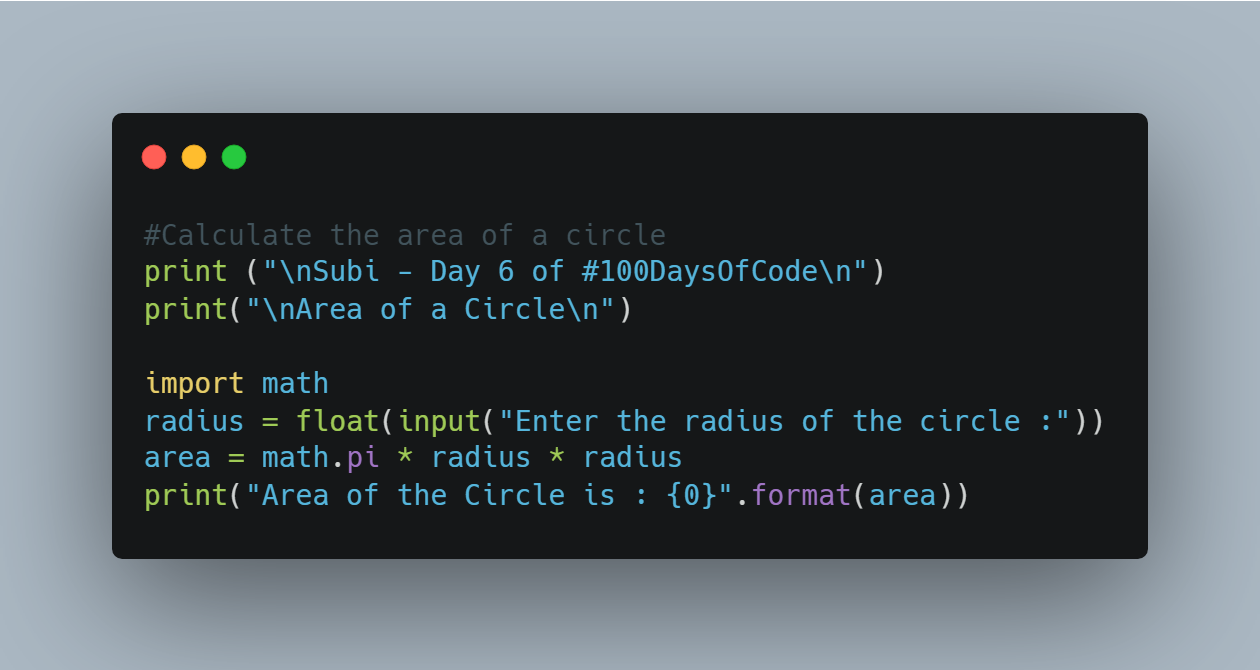 #Calculate the area of a circle
print ("\nSubi - Day 6 of #100DaysOfCode\n")
print("\nArea of a Circle\n")
import math
radius = float(input("Enter the radius of the circle :"))
area = math.pi * radius * radius
print("Area of the Circle is : {0}".format(area))